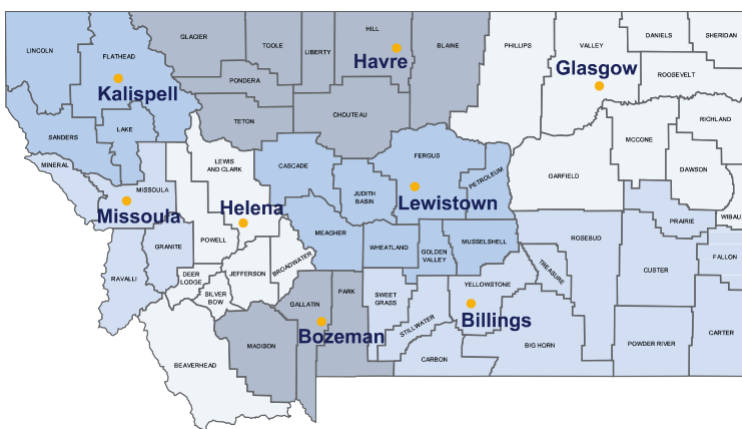 LINCOLN
FLATHEAD
Kalispell
GLACIER
TOOLE
LIBERTY
HILL
Havre
BLAINE
PHILLIPS
VALLEY
Glasgow
DANIELS
SHERIDAN
ROOSEVELT
PONDERA
TETON
CHOUTEAU
RICHLAND
SANDERS
LAKE
MCCONE
DAWSON
MINERAL
MISSOULA
Missoula
LEWIS
AND CLARK
Helena
CASCADE
JUDITH
BASIN
FERGUS
PETROLEUM
Lewistown
GARFIELD
WIBAU
PRAIRIE
POWELL
GRANITE
RAVALLI
DEER
LODGE
SILVER
BOW
JEFFERSON
BROADWATER
MEAGHER
WHEATLAND
GOLDEN
VALLEY
MUSSELSHELL
ROSEBUD
TREASURE
CUSTER
FALLON
GALLATIN
PARK
Bozeman
SWEET
GRASS
STILLWATER
YELLOWSTONE
Billings
BIG HORN
CARBON
POWDER RIVER
CARTER
MADISON
BEAVERHEAD